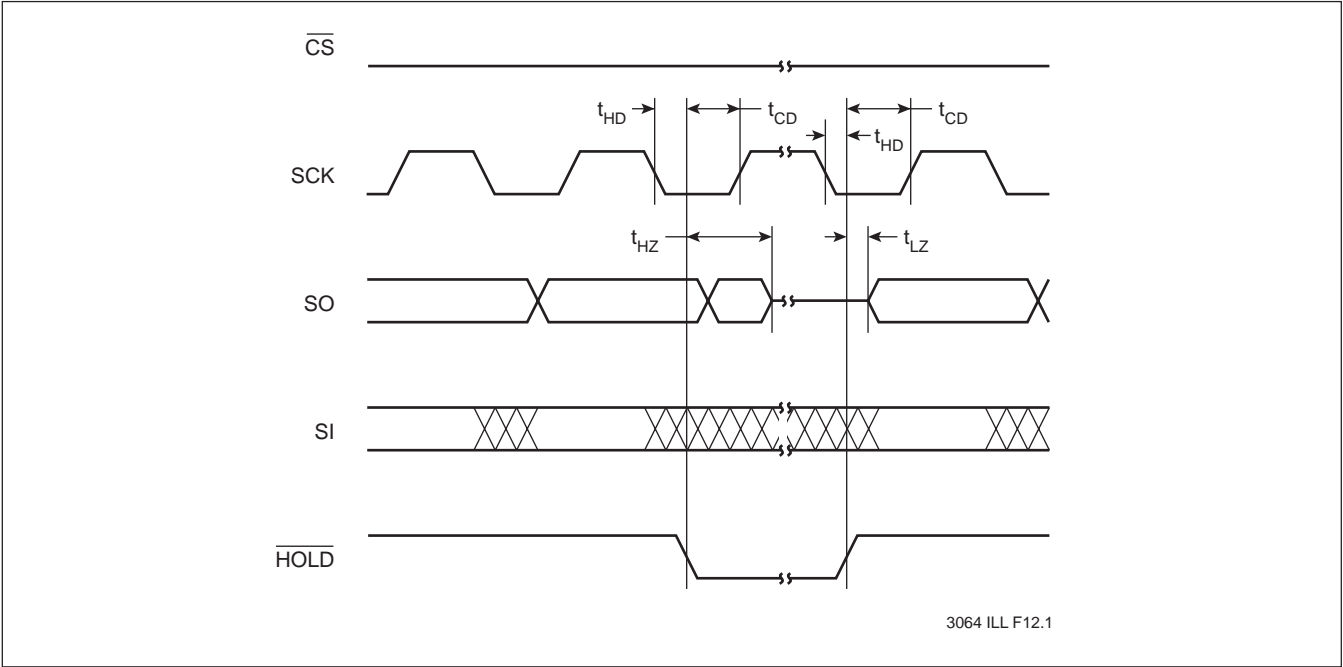 CS
tHD
tCD
tCD
tHD
SCK
tHZ
tLZ
SO
SI
HOLD
3064 ILL F12.1